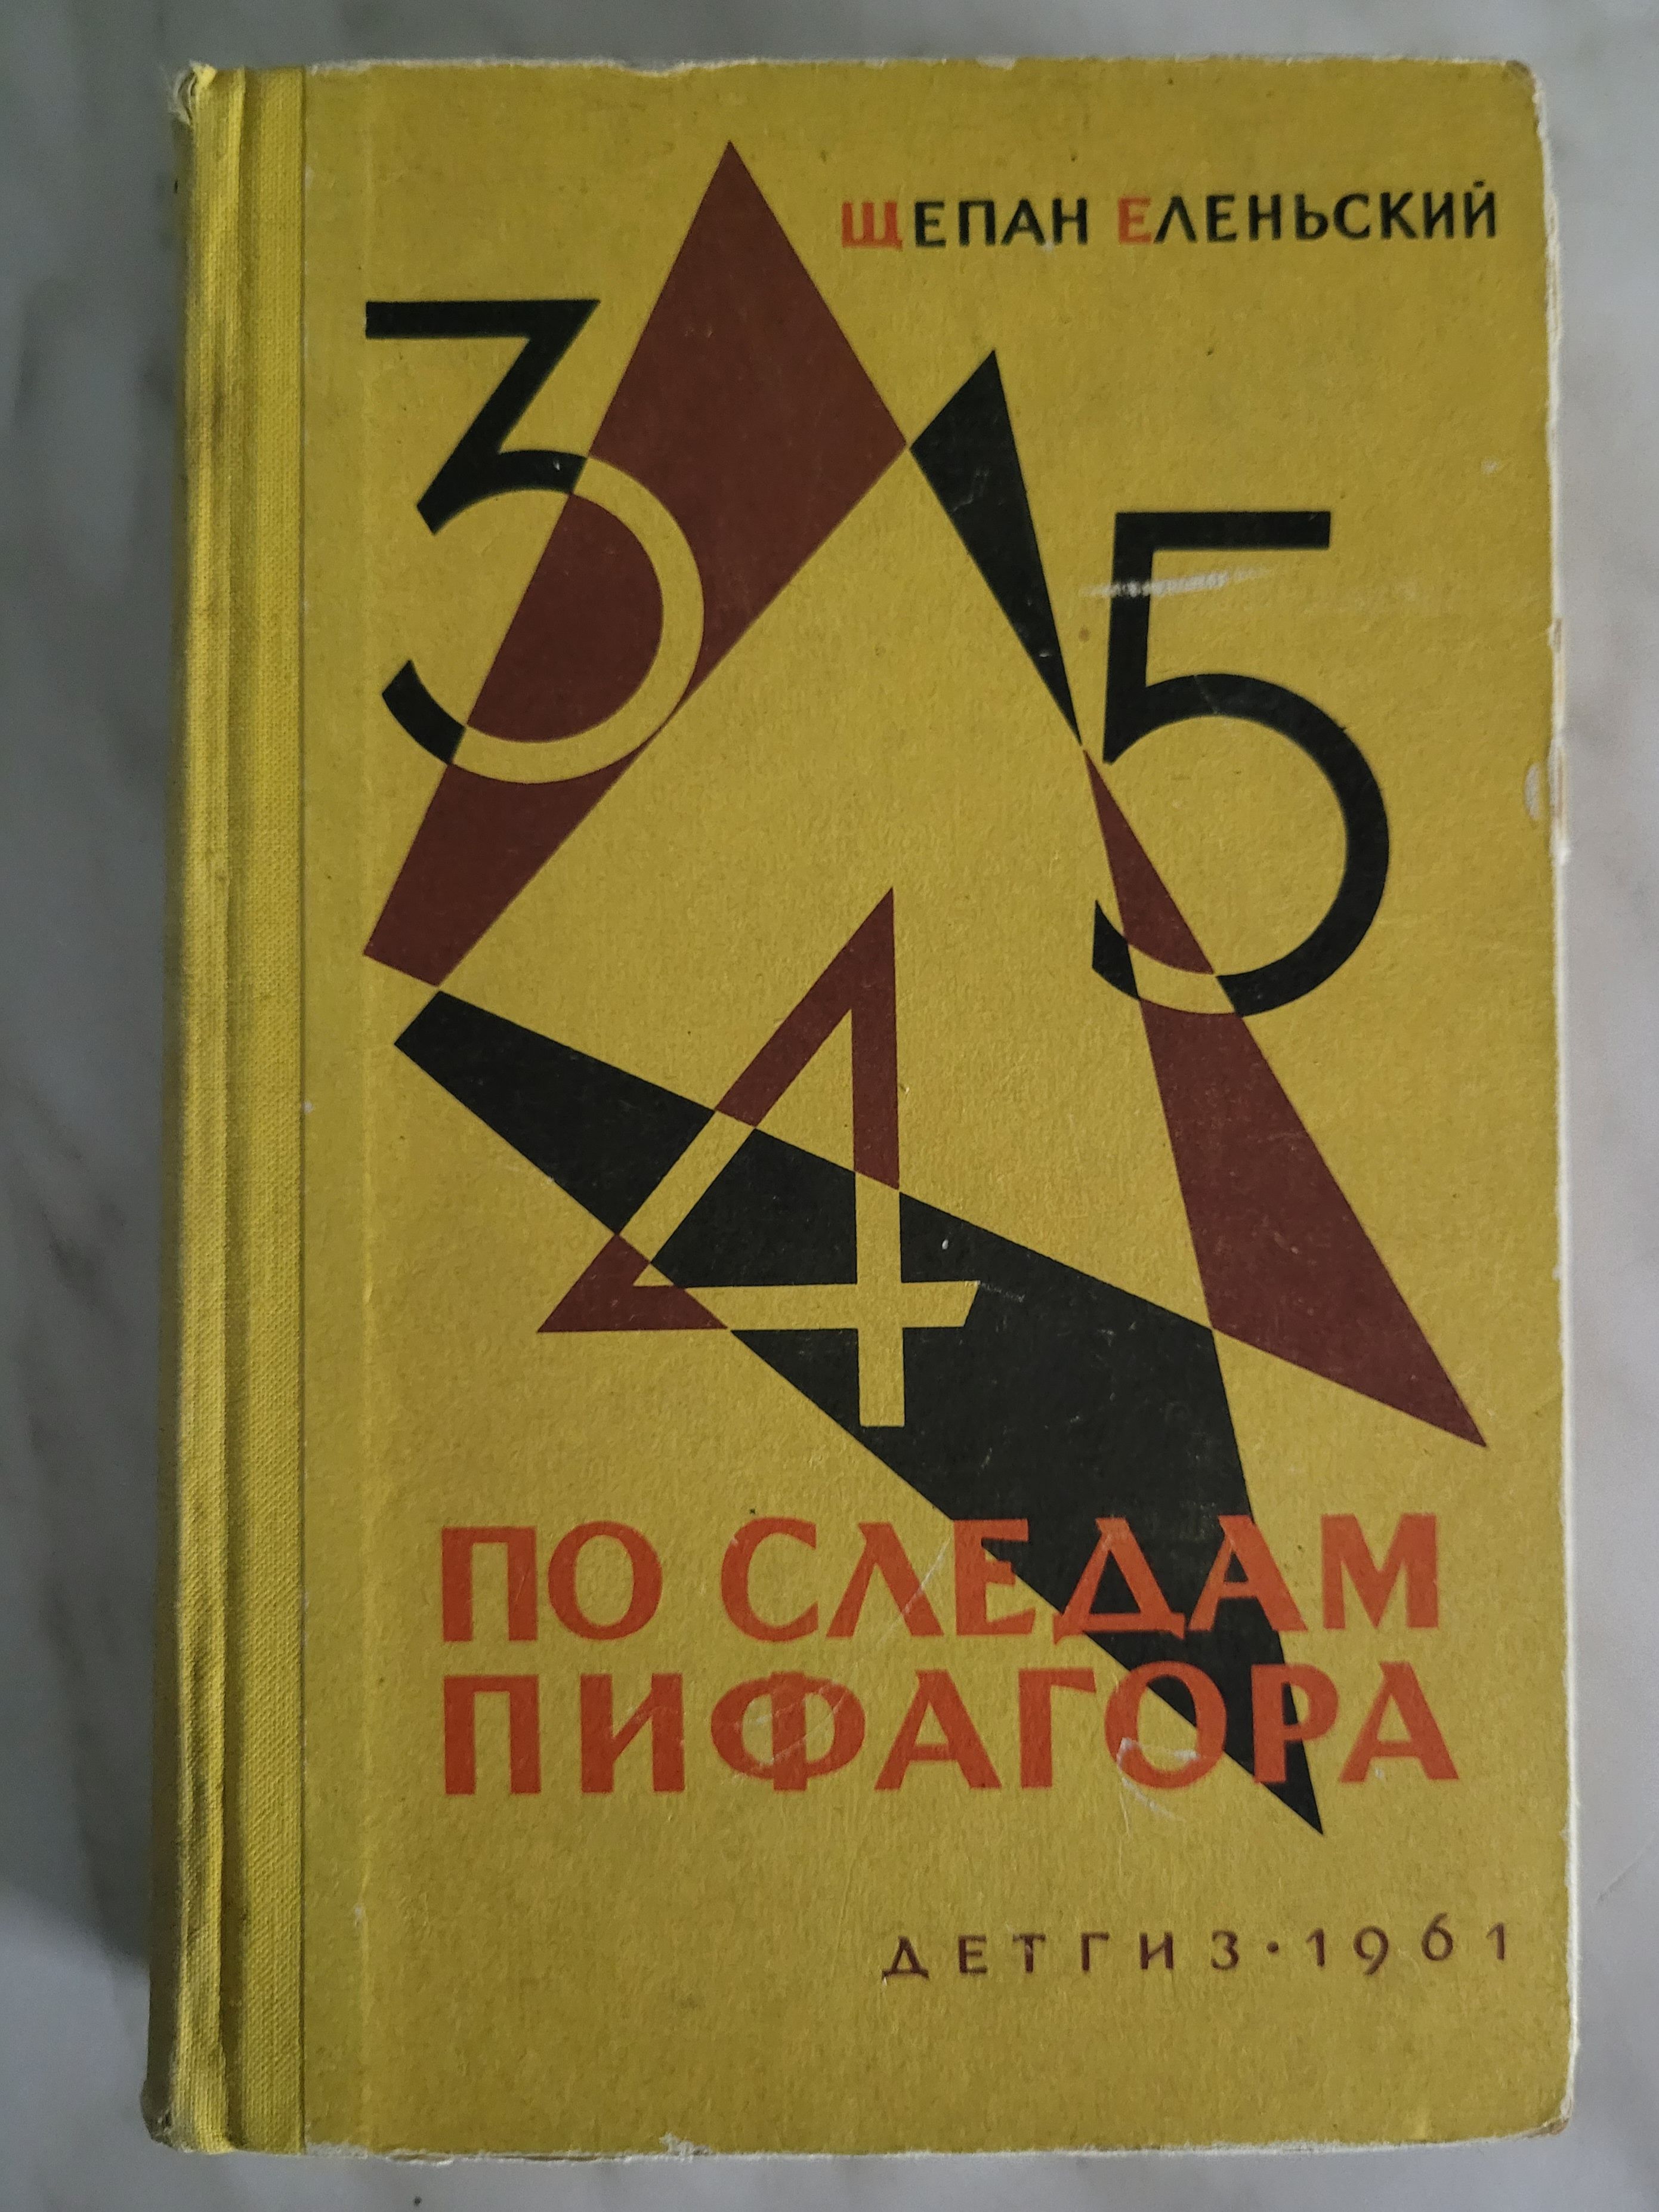 ЩЕПАН ЕЛЕНЬСКИЙ
3
5
4
ПО СЛЕДАМ
ПИФАГОРА
ДЕТГИЗ·1961